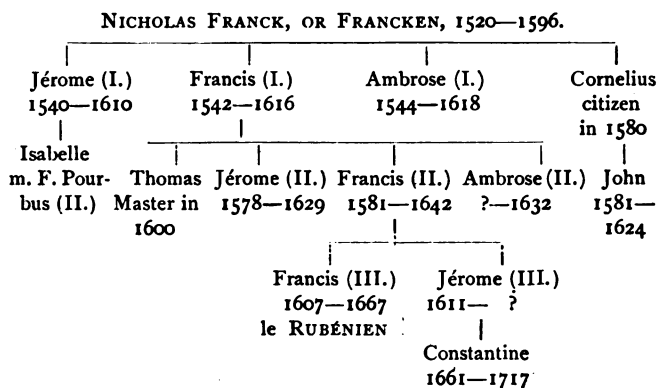 NICHOLAS FRANCK, OR FRANCKEN, 1520—1596.
Jérome (I.) Francis (I.) Ambrose (I.) Cornelius
1540—1610 1542—1616 1544—1618 citizen
in 1580
Isabelle
m. F. Pour- Thomas Jérome (II.) Francis (II.) Ambrose (II.) John
bus (II.) Master in 1578—1629 1581—1642 ?—1632 1581—
1600 1624
Francis (III.) Jérome (III.)
1607—1667 1611— ?
le RUBÉNIEN
Constantine
1661—1717